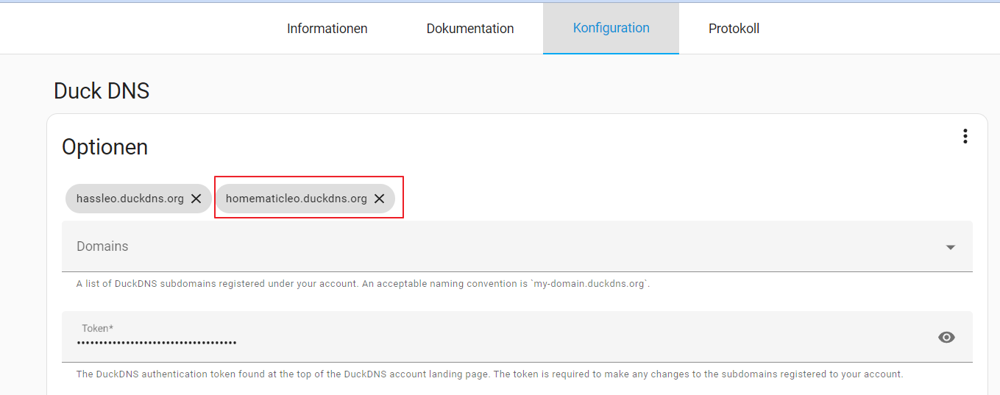 Informationen Dokumentation Konfiguration Protokoll
Duck DNS
Optionen
hassleo.duckdns.org homematicleo.duckdns.org
Domains
A list of DuckDNS subdomains registered under your account. An acceptable naming convention is `my-domain.duckdns.org`.
Token*
••••••••••••••••••••••••••••••••••••
The DuckDNS authentication token found at the top of the DuckDNS account landing page. The token is required to make any changes to the subdomains registered to your account.